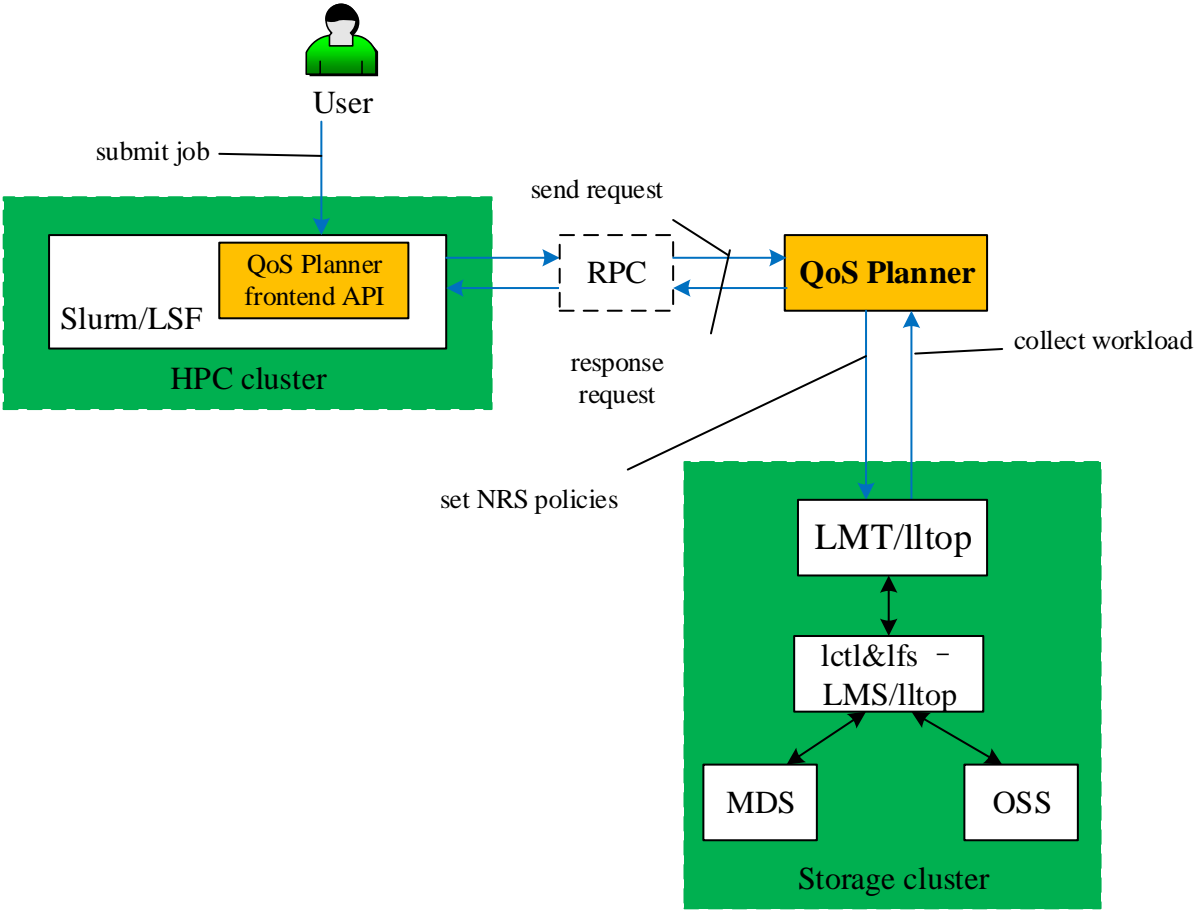 User
submit job
send request
QoS Planner
frontend API
Slurm/LSF
RPC
QoS Planner
HPC cluster
response
request
collect workload
set NRS policies
LMT/lltop
lctl&lfs –
LMS/lltop
MDS
OSS
Storage cluster